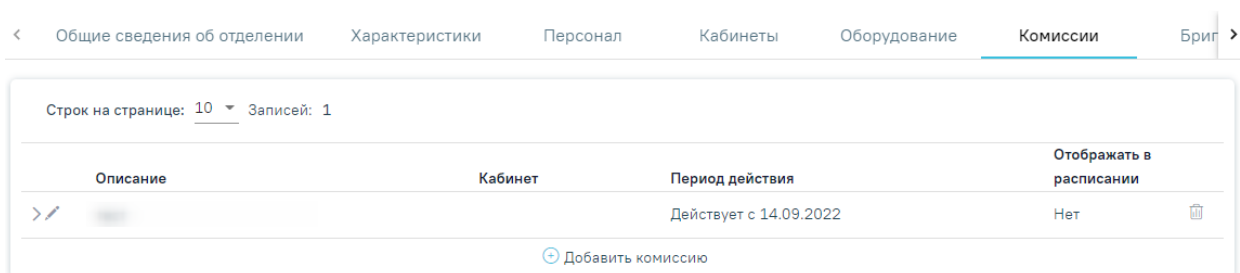 Общие сведения об отделении Характеристики Персонал Кабинеты Оборудование Комиссии Бриг
Строк на странице: 10 Записей: 1
Отображать в
Описание Кабинет Период действия расписании
Действует с 14.09.2022 Нет
Добавить комиссию